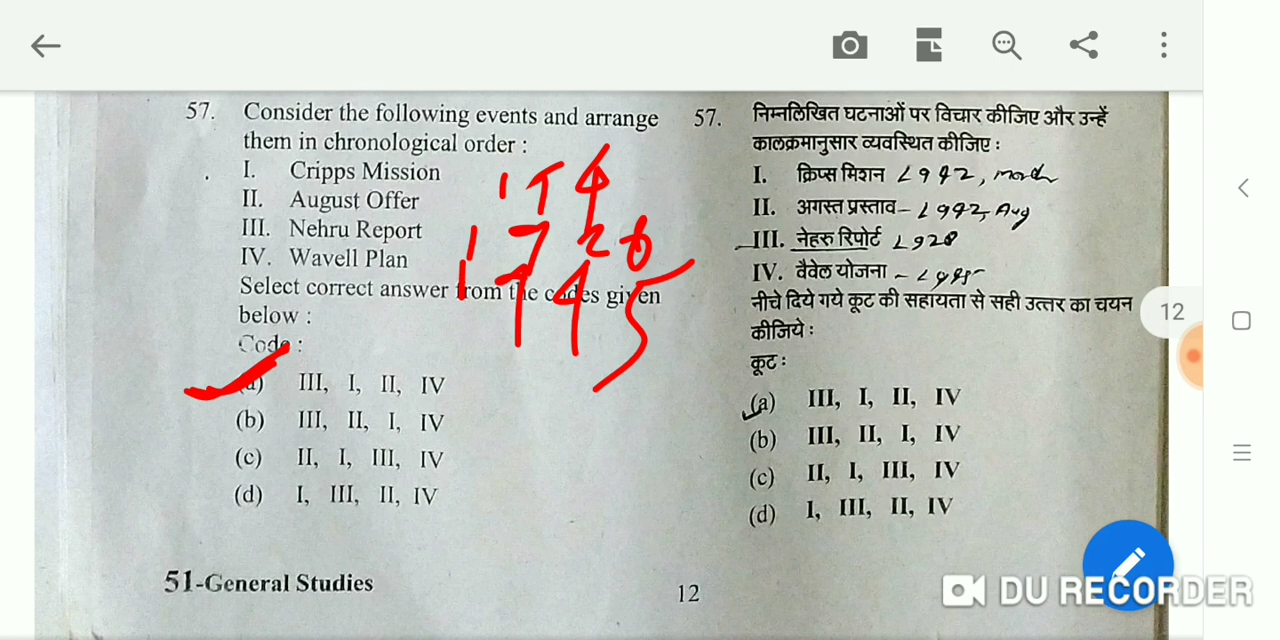 57. Consider the following events and arrange
them in chronological order :
I. Cripps Mission
II. August Offer
III. Nehru Report
IV. Wavell Plan
Select correct answer from the codes given
below :
Code :
(a) III, I, II, IV
(b) III, II, I, IV
(c) II, I, III, IV
(d) I, III, II, IV
51-General Studies
57. निम्नलिखित घटनाओं पर विचार कीजिए और उन्हें
कालक्रमानुसार व्यवस्थित कीजिए :
I. क्रिप्स मिशन 1942, march
II. अगस्त प्रस्ताव - 1942, Aug
III. नेहरु रिपोर्ट 1928
IV. वैवेल योजना - 1945
नीचे दिये गये कूट की सहायता से सही उत्तर का चयन
कीजिये :
कूट :
(a) III, I, II, IV
(b) III, II, I, IV
(c) II, I, III, IV
(d) I, III, II, IV
12
12
DU RECORDER